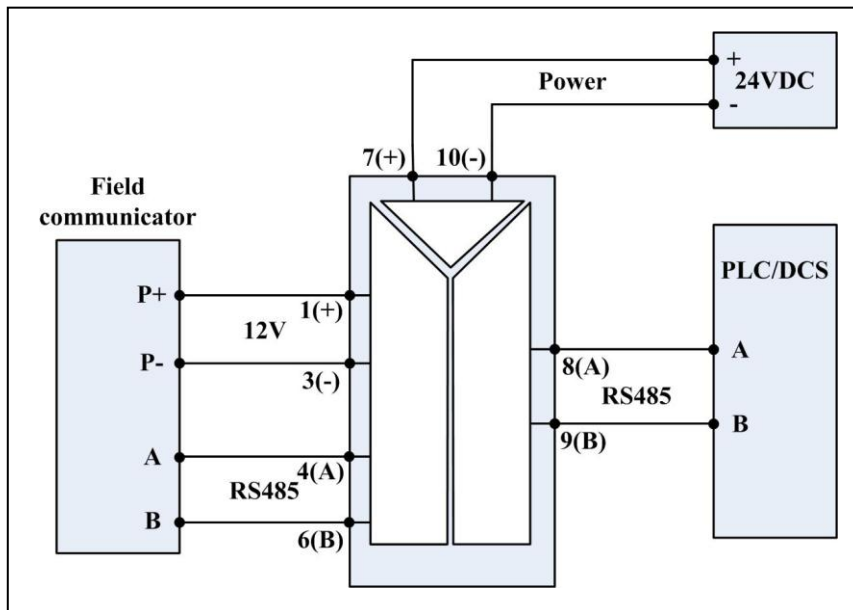 +
Power
24VDC
-
7(+)
10(-)
Field
communicator
PLC/DCS
P+
1(+)
12V
P-
3(-)
A
8(A)
RS485
B
9(B)
A
4(A)
RS485
B
6(B)